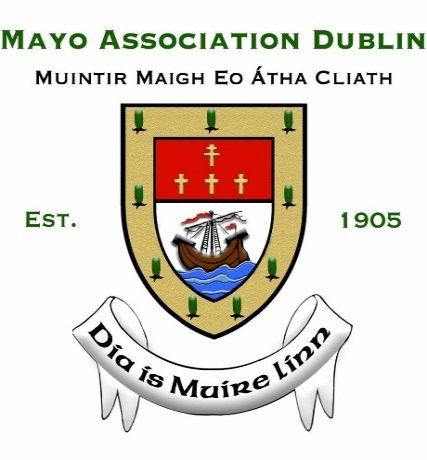 Mayo Association Dublin
Muintir Maigh Eo Átha Cliath
Est. 1905
Dia is Muire linn